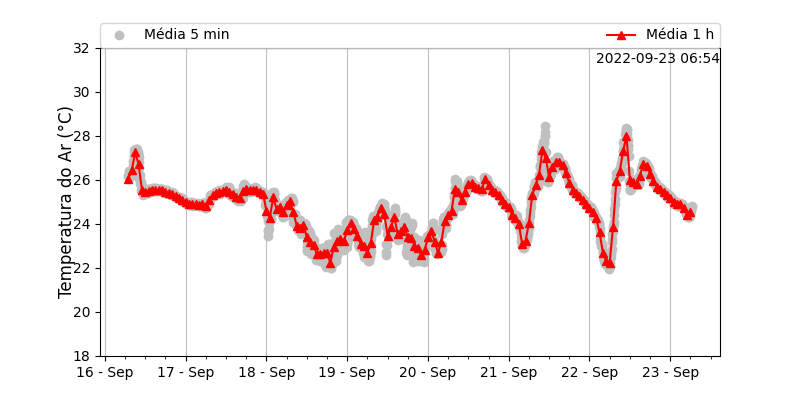 Média 5 min
Média 1 h
2022-09-23 06:54
Temperatura do Ar (°C)
32
30
28
26
24
22
20
18
16 - Sep
17 - Sep
18 - Sep
19 - Sep
20 - Sep
21 - Sep
22 - Sep
23 - Sep